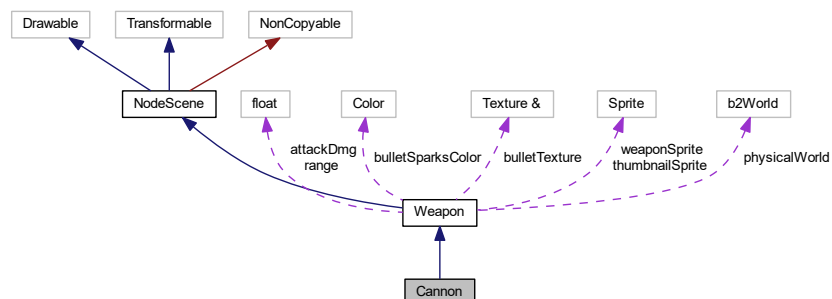 Drawable
Transformable
NonCopyable
NodeScene
float
Color
Texture &
Sprite
b2World
attackDmg
range
bulletSparksColor
bulletTexture
weaponSprite
thumbnailSprite
physicalWorld
Weapon
Cannon